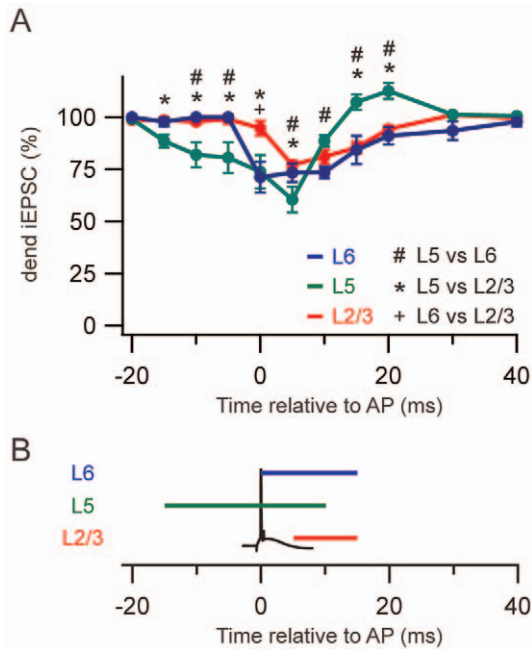 A
dend iEPSC (%)
100
75
50
25
0
*
#
*
#
*
*
+
#
*
#
#
*
#
*
L6 # L5 vs L6
L5 * L5 vs L2/3
L2/3 + L6 vs L2/3
-20 0 20 40
Time relative to AP (ms)
B
L6
L5
L2/3
-20 0 20 40
Time relative to AP (ms)